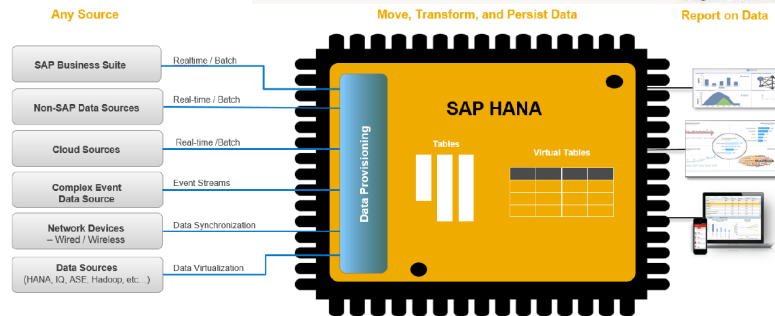 Any Source
Move, Transform, and Persist Data
Report on Data
SAP Business Suite
Realtime / Batch
Non-SAP Data Sources
Real-time / Batch
Cloud Sources
Real-time /Batch
Complex Event
Data Source
Event Streams
Network Devices
– Wired / Wireless
Data Synchronization
Data Sources
(HANA, IQ, ASE, Hadoop, etc...)
Data Virtualization
Data Provisioning
SAP HANA
Tables
Virtual Tables